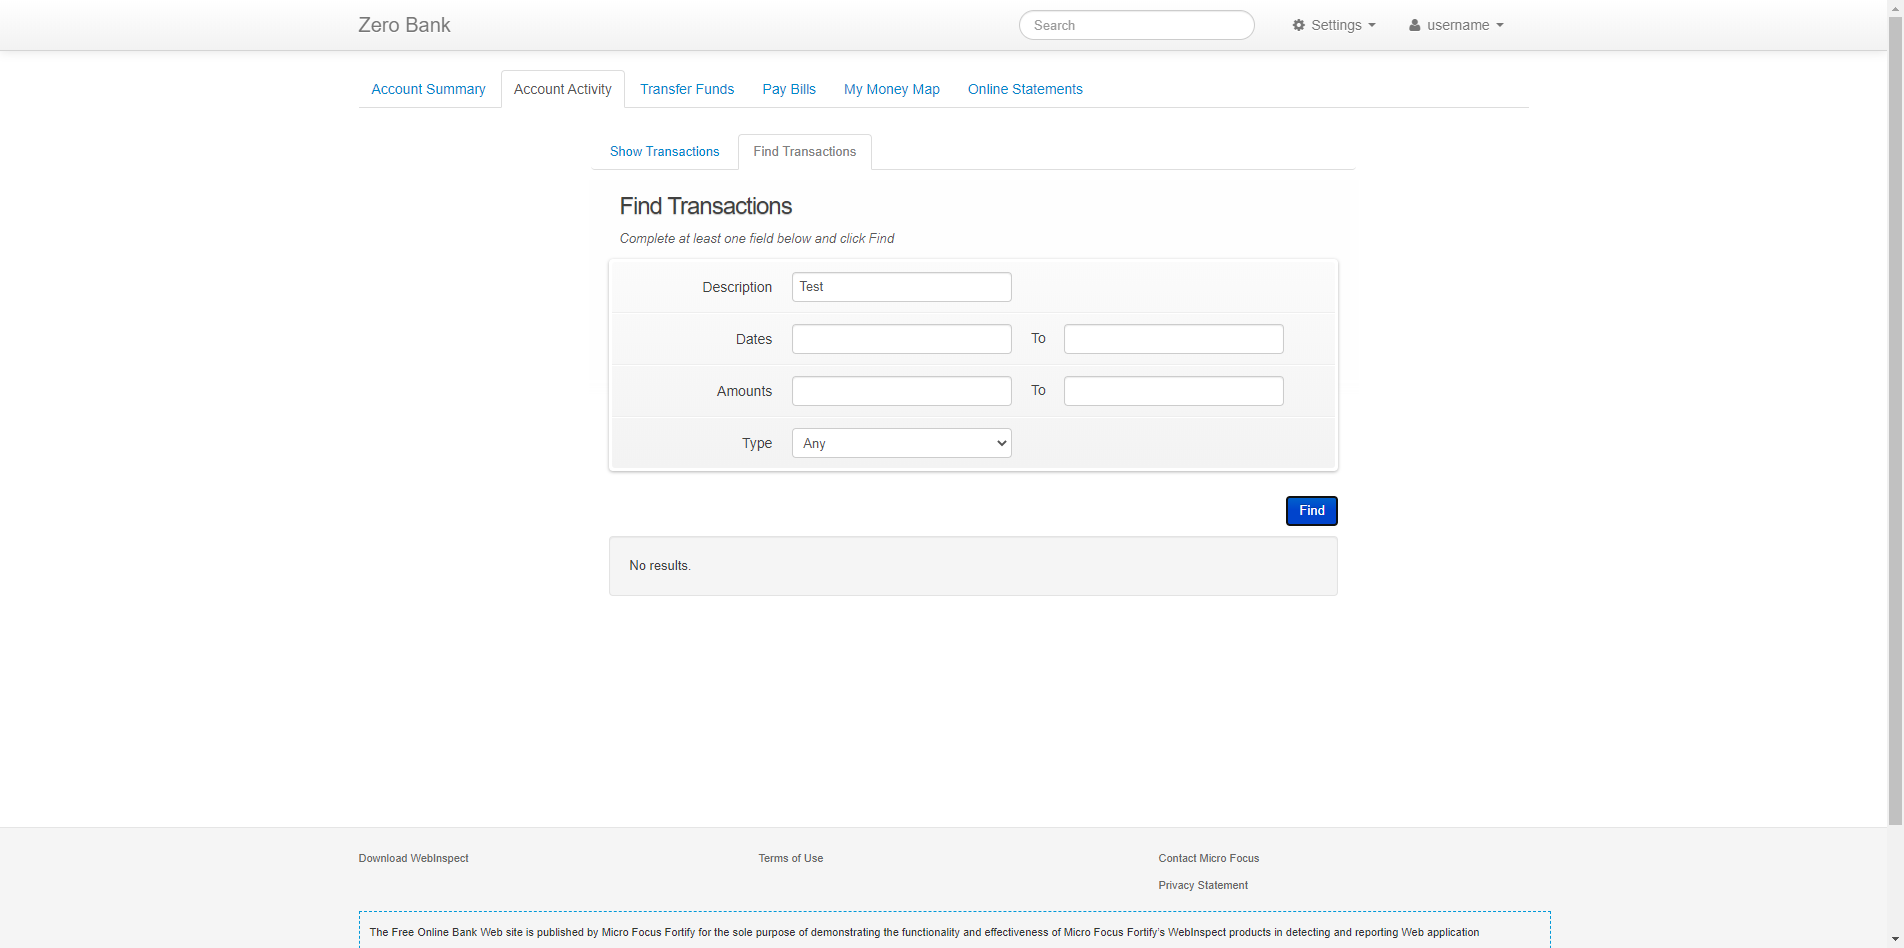 Zero Bank
Search
Settings
username
Account Summary
Account Activity
Transfer Funds
Pay Bills
My Money Map
Online Statements
Show Transactions
Find Transactions
Find Transactions
Complete at least one field below and click Find
Description
Test
Dates
To
Amounts
To
Type
Any
Find
No results.
Download WebInspect
Terms of Use
Contact Micro Focus
Privacy Statement
The Free Online Bank Web site is published by Micro Focus Fortify for the sole purpose of demonstrating the functionality and effectiveness of Micro Focus Fortify's WebInspect products in detecting and reporting Web application